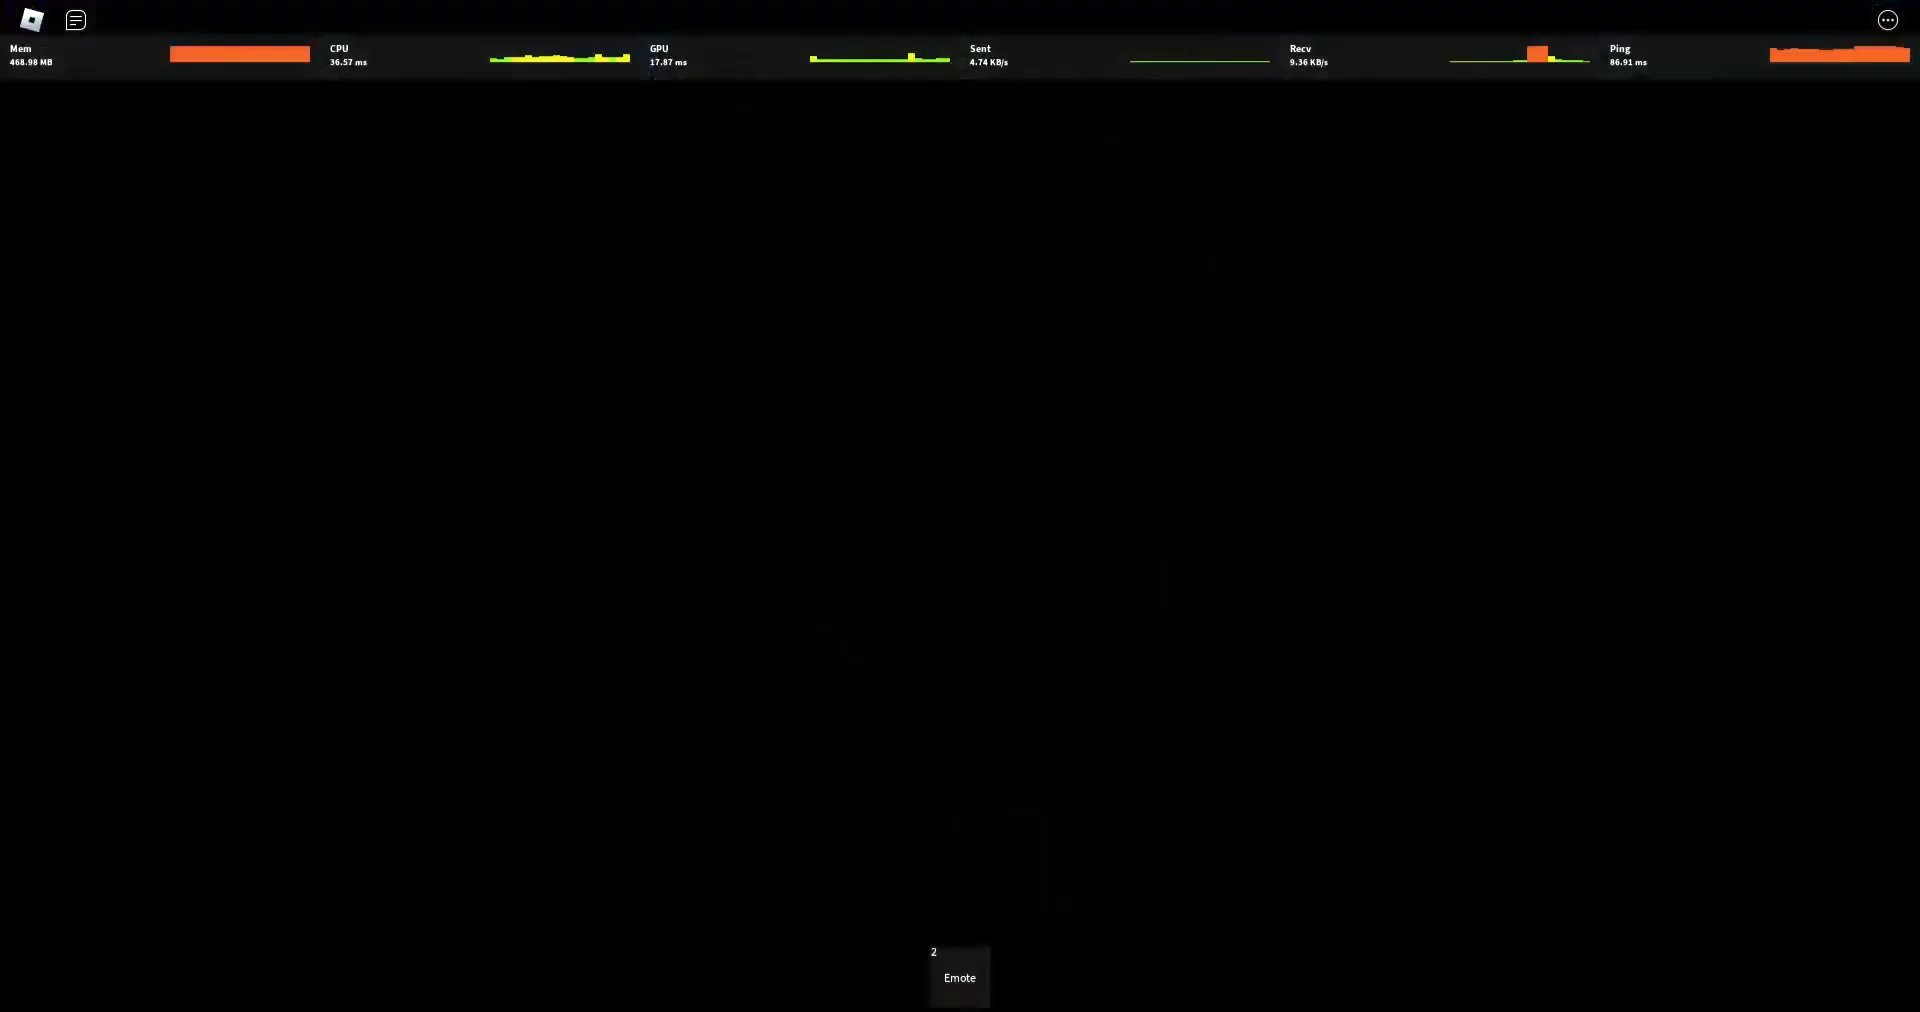 Mem
468.98 MB
CPU
36.57 ms
GPU
17.87 ms
Sent
4.74 KB/s
Recv
9.36 KB/s
Ping
86.91 ms
2
Emote